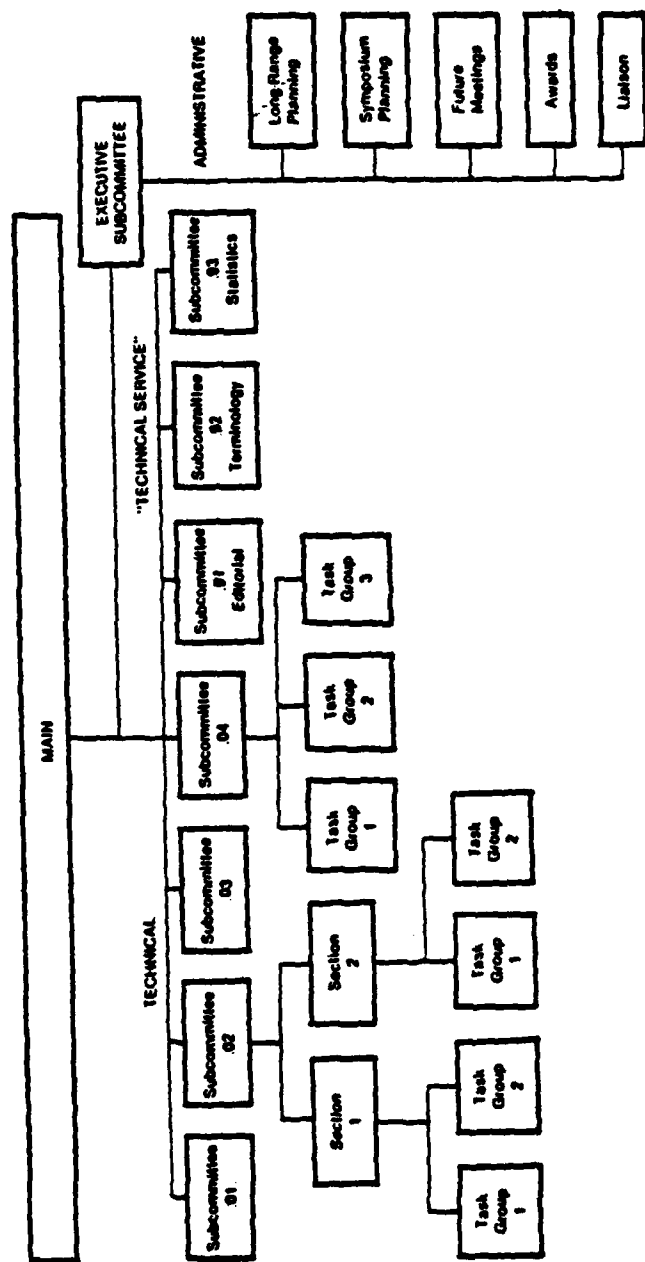 MAIN
EXECUTIVE
SUBCOMMITTEE
TECHNICAL
"TECHNICAL SERVICE"
ADMINISTRATIVE
Subcommittee
.01
Subcommittee
.02
Subcommittee
.03
Subcommittee
.04
Subcommittee
.91
Editorial
Subcommittee
.92
Terminology
Subcommittee
.93
Statistics
Long-Range
Planning
Symposium
Planning
Future
Meetings
Awards
Liaison
Section
1
Section
2
Task
Group
1
Task
Group
2
Task
Group
3
Task
Group
1
Task
Group
2
Task
Group
1
Task
Group
2